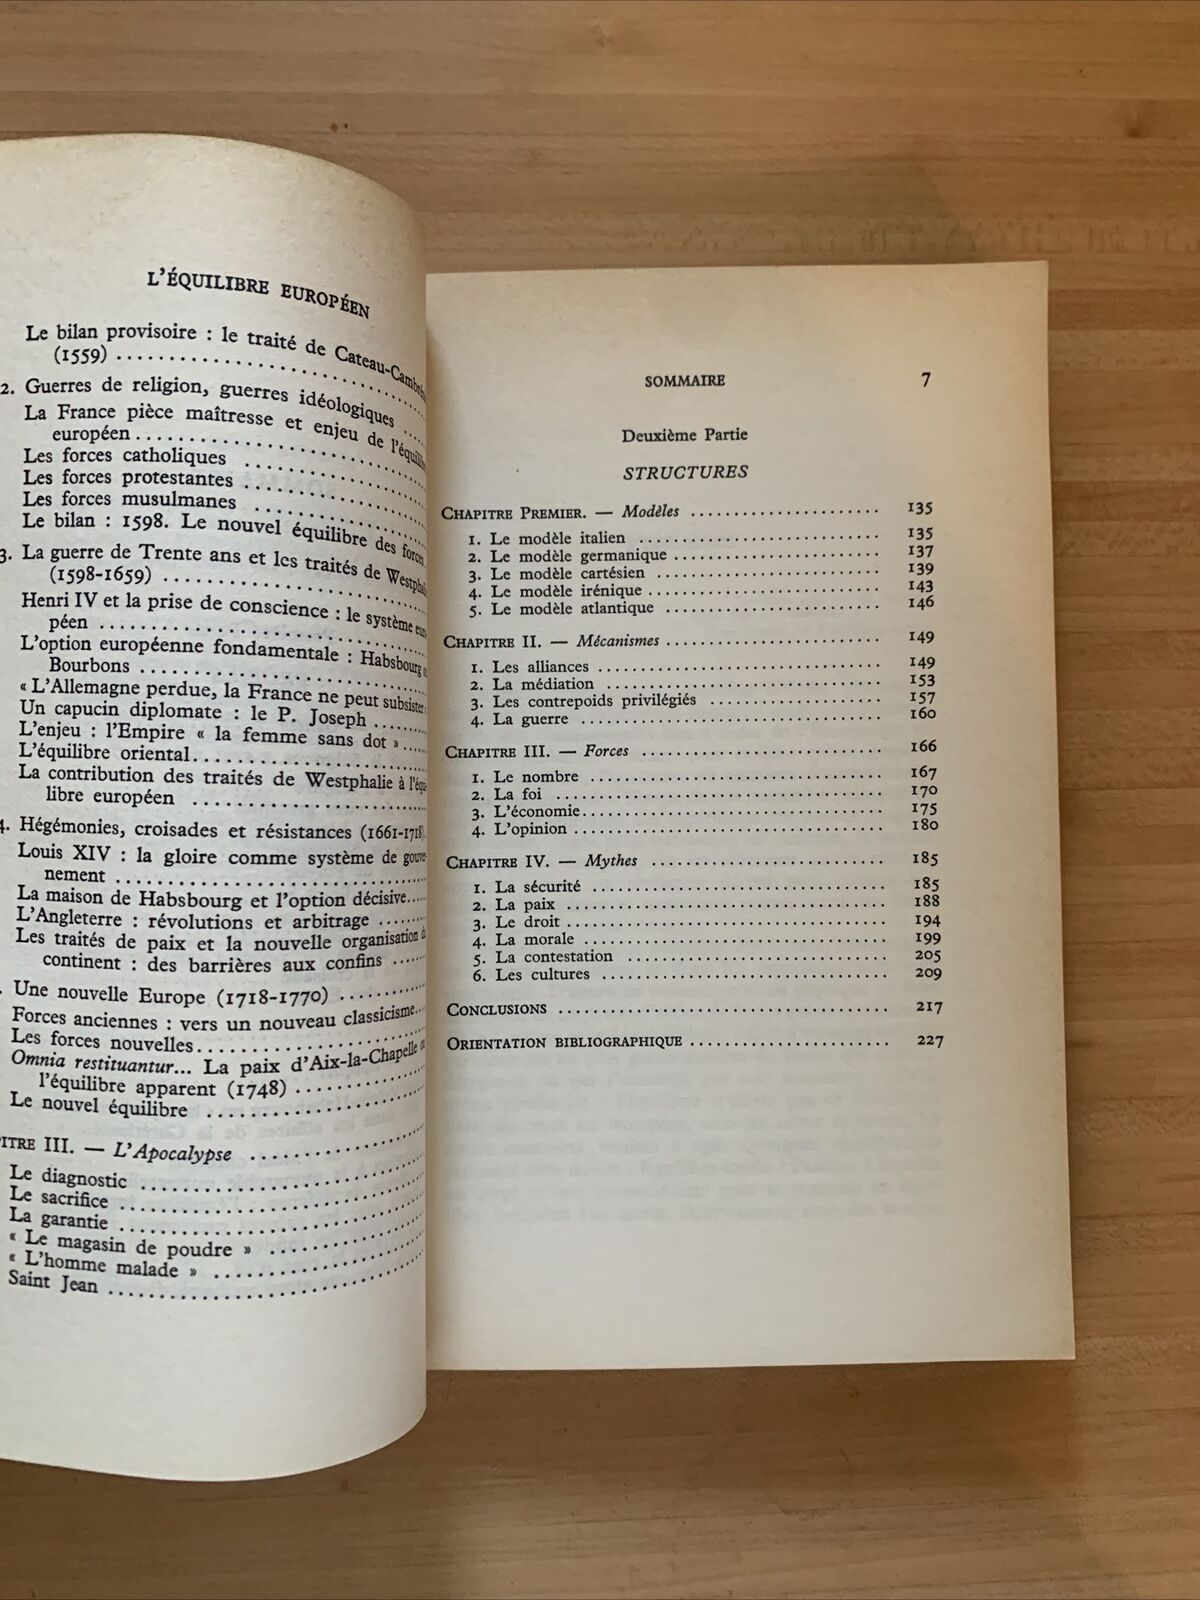 L'ÉQUILIBRE EUROPÉEN
Le bilan provisoire : le traité de
(1559) ....................
2. Guerres de religion, guerres idéologiques .....
La France pièce maîtresse et enjeu de
européen ....................
Les forces catholiques ....................
Les forces protestantes ....................
Les forces musulmanes ....................
Le bilan : 1598. Le nouvel équilibre des forces
3. La guerre de Trente ans et les traités de
(1598-1659) ....................
Henri IV et la prise de conscience : le système
péen ....................
L'option européenne fondamentale : Habsbourg
Bourbons ....................
« L'Allemagne perdue, la France ne peut subsister
Un capucin diplomate : le P. Joseph ......
L'enjeu : l'Empire « la femme sans dot » .....
L'équilibre oriental ....................
La contribution des traités de Westphalie à
libre européen ....................
4. Hégémonies, croisades et résistances (1661-1718).
Louis XIV : la gloire comme système de
nement ....................
La maison de Habsbourg et l'option décisive.....
L'Angleterre : révolutions et arbitrage ........
Les traités de paix et la nouvelle organisation
continent : des barrières aux confins ......
. Une nouvelle Europe (1718-1770) ..........
Forces anciennes : vers un nouveau classicisme...
Les forces nouvelles ....................
Omnia restituantur... La paix d'Aix-la-Chapelle
l'équilibre apparent (1748) ..............
Le nouvel équilibre ....................
III. — L'Apocalypse ....................
Le diagnostic ....................
Le sacrifice ....................
La garantie ....................
« Le magasin de poudre » ....................
« L'homme malade » ....................
Saint Jean ....................
SOMMAIRE 7
Deuxième Partie
STRUCTURES
CHAPITRE PREMIER. — Modèles .................... 135
1. Le modèle italien .................... 135
2. Le modèle germanique .................... 137
3. Le modèle cartésien .................... 139
4. Le modèle irénique .................... 143
5. Le modèle atlantique .................... 146
CHAPITRE II. — Mécanismes .................... 149
1. Les alliances .................... 149
2. La médiation .................... 153
3. Les contrepoids privilégiés .................... 157
4. La guerre .................... 160
CHAPITRE III. — Forces .................... 166
1. Le nombre .................... 167
2. La foi .................... 170
3. L'économie .................... 175
4. L'opinion .................... 180
CHAPITRE IV. — Mythes .................... 185
1. La sécurité .................... 185
2. La paix .................... 188
3. Le droit .................... 194
4. La morale .................... 199
5. La contestation .................... 205
6. Les cultures .................... 209
CONCLUSIONS .................... 217
ORIENTATION BIBLIOGRAPHIQUE .................... 227